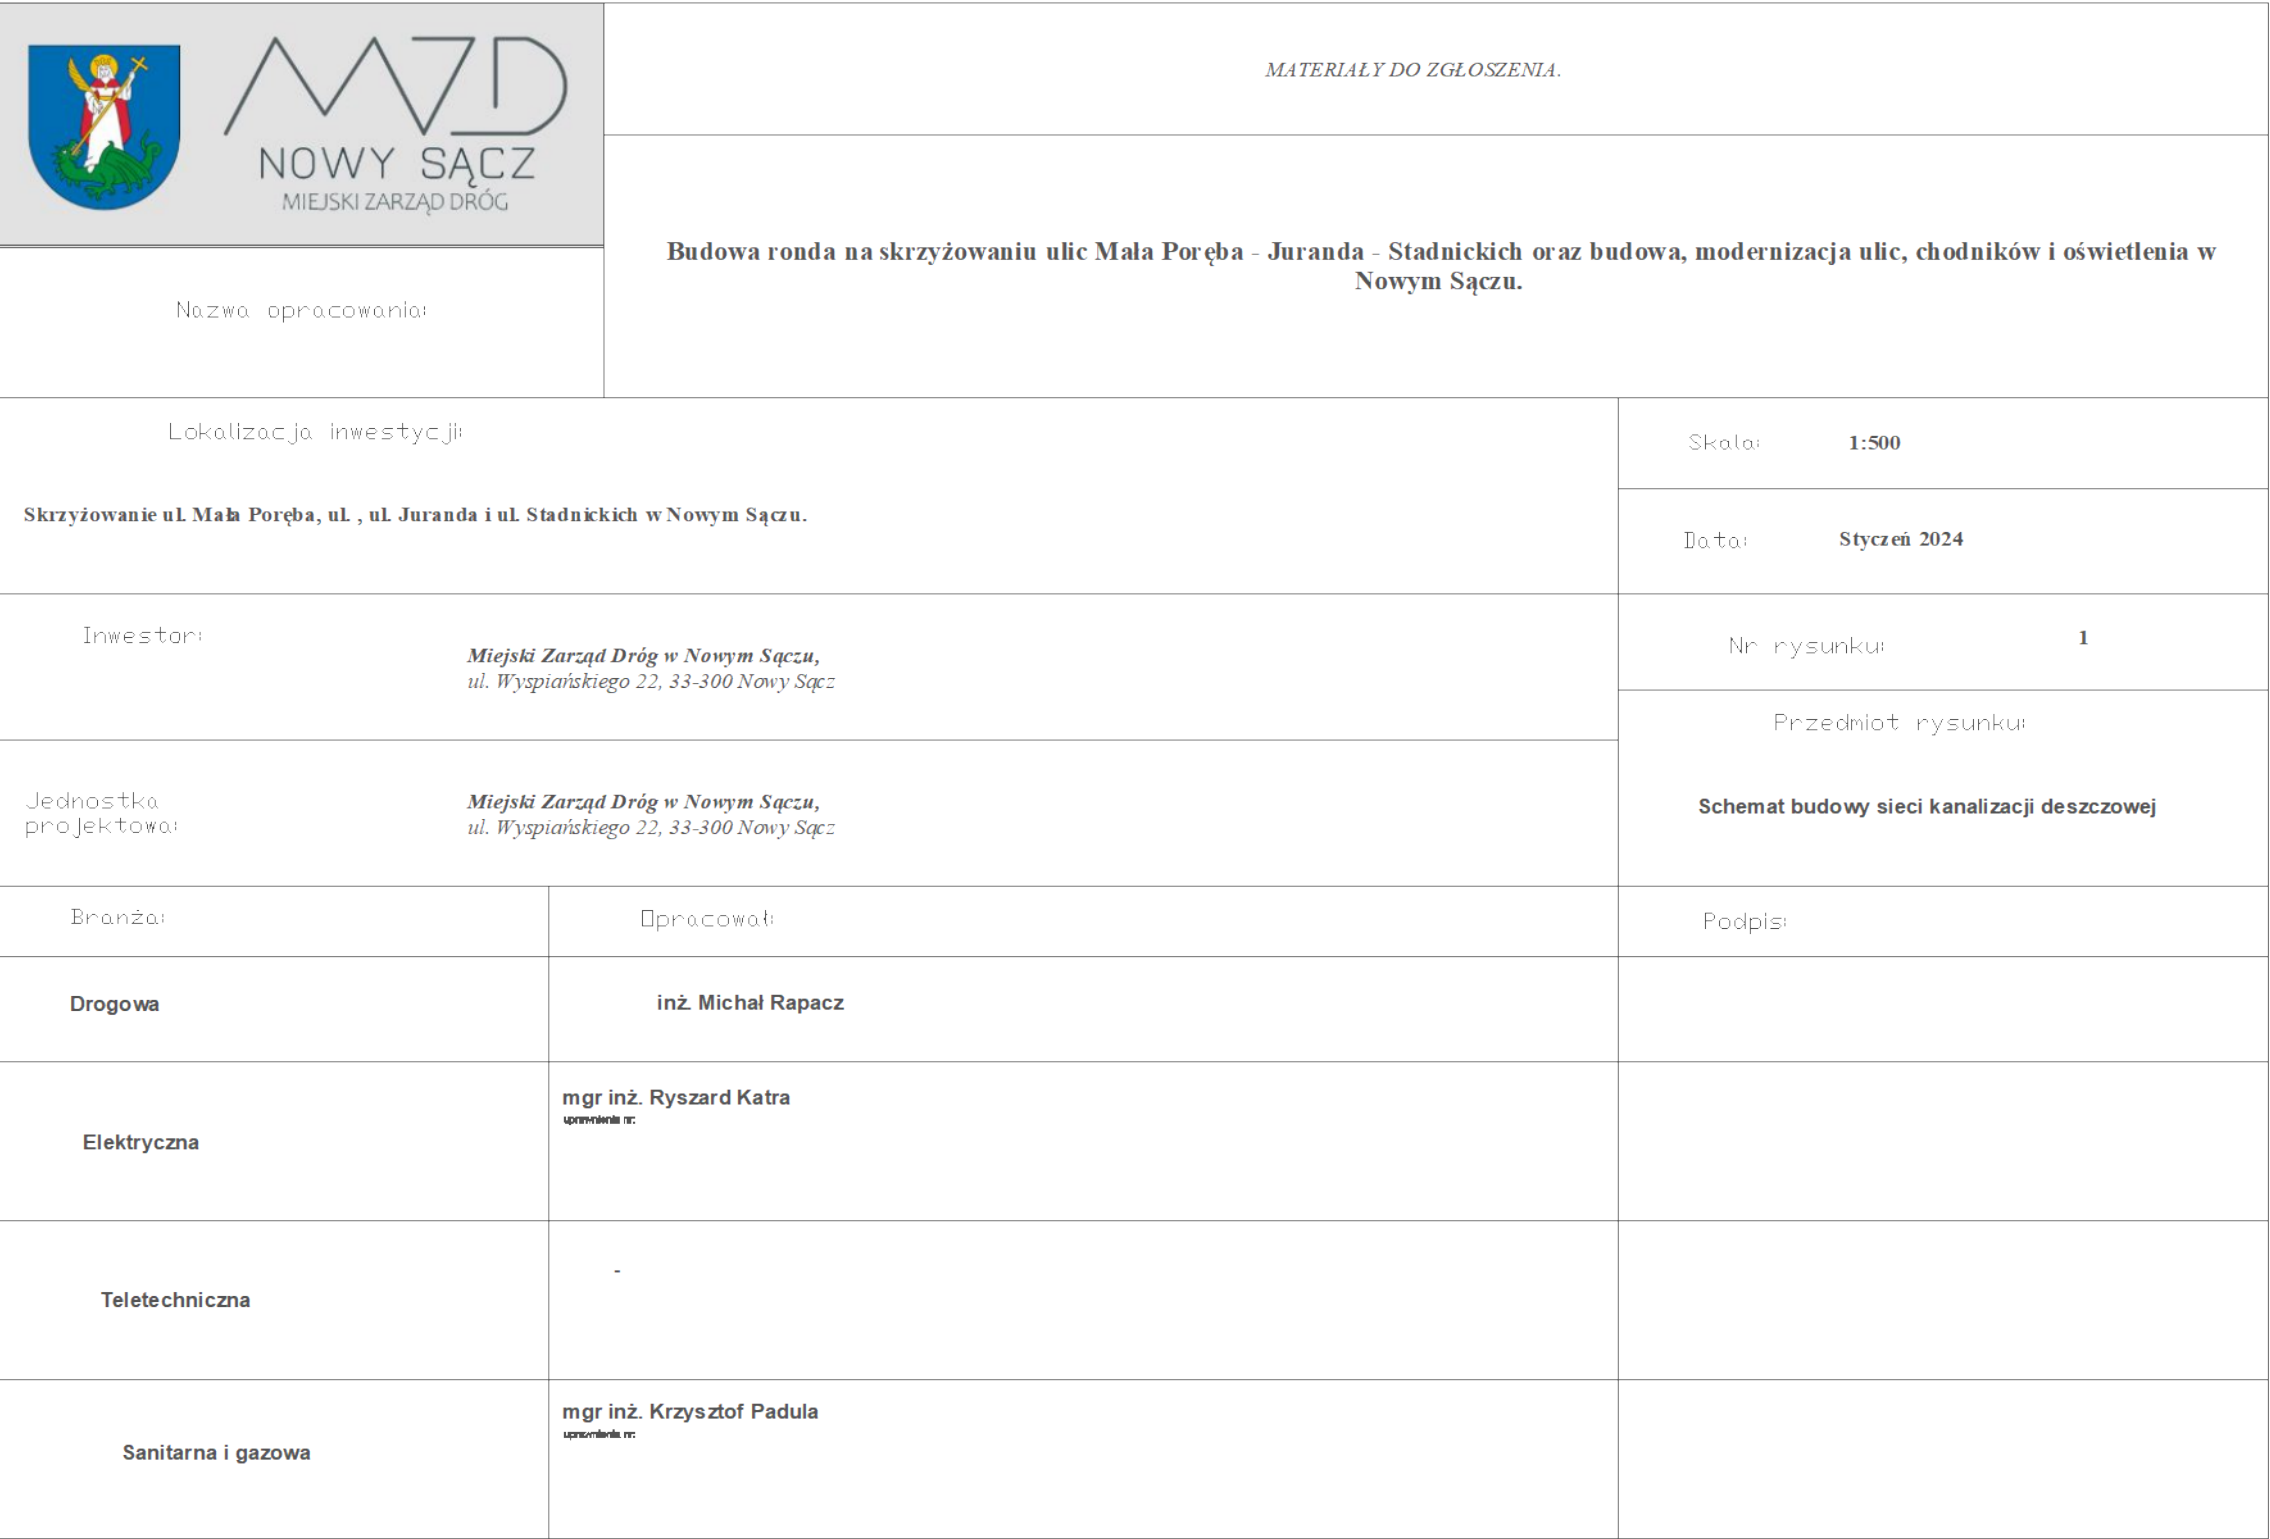 MZD
NOWY SĄCZ
MIEJSKI ZARZĄD DRÓG
MATERIAŁY DO ZGŁOSZENIA.
Nazwa opracowania:
Budowa ronda na skrzyżowaniu ulic Mała Poręba - Juranda - Stadnickich oraz budowa, modernizacja ulic, chodników i oświetlenia w
Nowym Sączu.
Lokalizacja inwestycji:
Skrzyżowanie ul. Mała Poręba, ul. , ul. Juranda i ul. Stadnickich w Nowym Sączu.
Skala: 1:500
Data: Styczeń 2024
Inwestor:
Miejski Zarząd Dróg w Nowym Sączu,
ul. Wyspiańskiego 22, 33-300 Nowy Sącz
Nr rysunku: 1
Przedmiot rysunku:
Schemat budowy sieci kanalizacji deszczowej
Jednostka
projektowa:
Miejski Zarząd Dróg w Nowym Sączu,
ul. Wyspiańskiego 22, 33-300 Nowy Sącz
Branża: Opracował: Podpis:
Drogowa inż. Michał Rapacz
Elektryczna
mgr inż. Ryszard Katra
uprawnienia nr:
Teletechniczna -
Sanitarna i gazowa
mgr inż. Krzysztof Padula
uprawnienia nr: